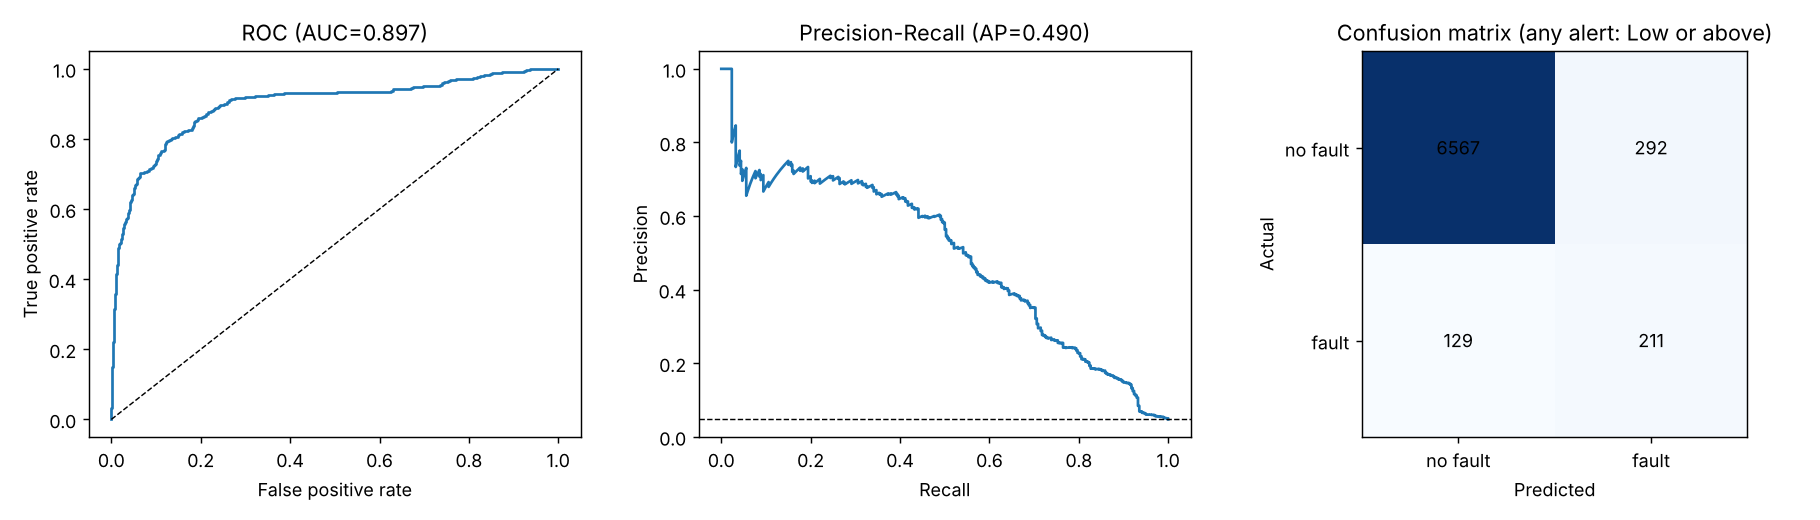 ROC (AUC=0.897)
1.0
0.8
0.6
0.4
0.2
0.0
True positive rate
0.0 0.2 0.4 0.6 0.8 1.0
False positive rate
Precision-Recall (AP=0.490)
1.0
0.8
0.6
0.4
0.2
0.0
Precision
0.0 0.2 0.4 0.6 0.8 1.0
Recall
Confusion matrix (any alert: Low or above)
no fault 6567 292
Actual
fault 129 211
no fault fault
Predicted